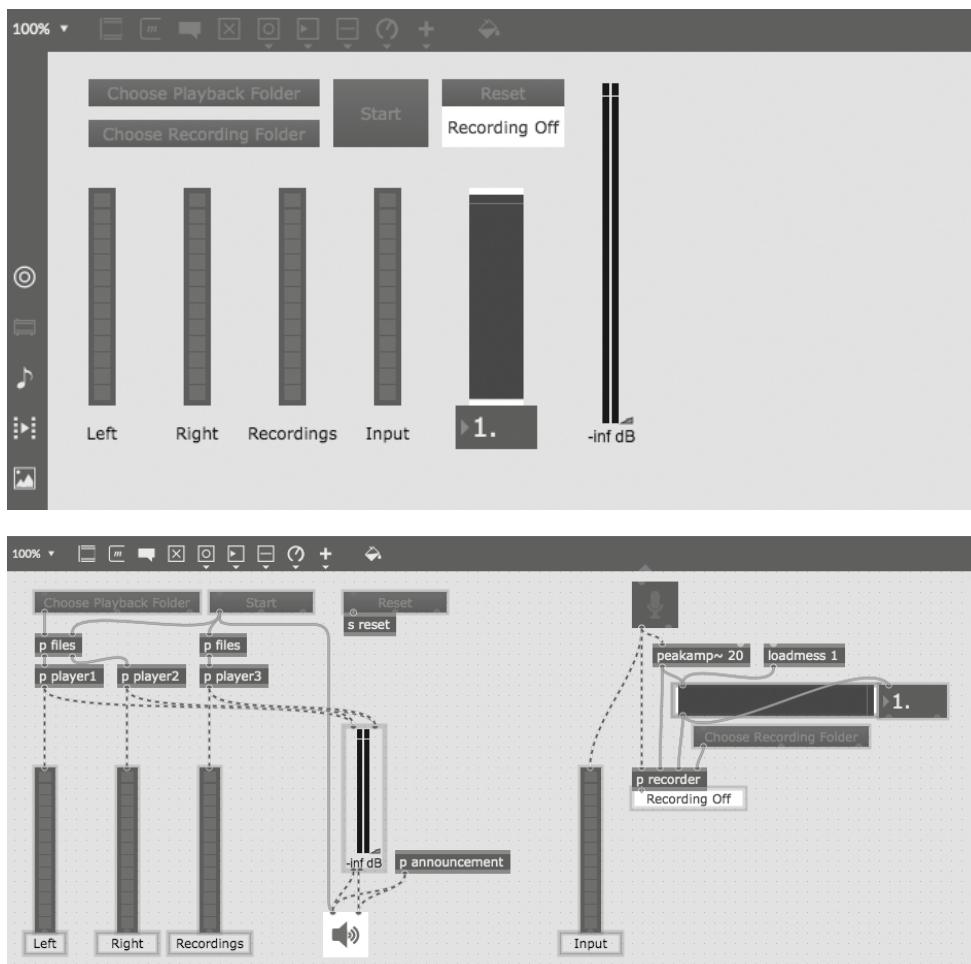 100%
m
Choose Playback Folder
Reset
Start
Recording Off
Choose Recording Folder
Left
Right
Recordings
Input
1.
-inf dB
100%
m
Choose Playback Folder
Start
Reset
s reset
p files
p files
peakamp~ 20
loadmess 1
p player1
p player2
p player3
1.
Choose Recording Folder
p recorder
Recording Off
-inf dB
p announcement
Left
Right
Recordings
Input